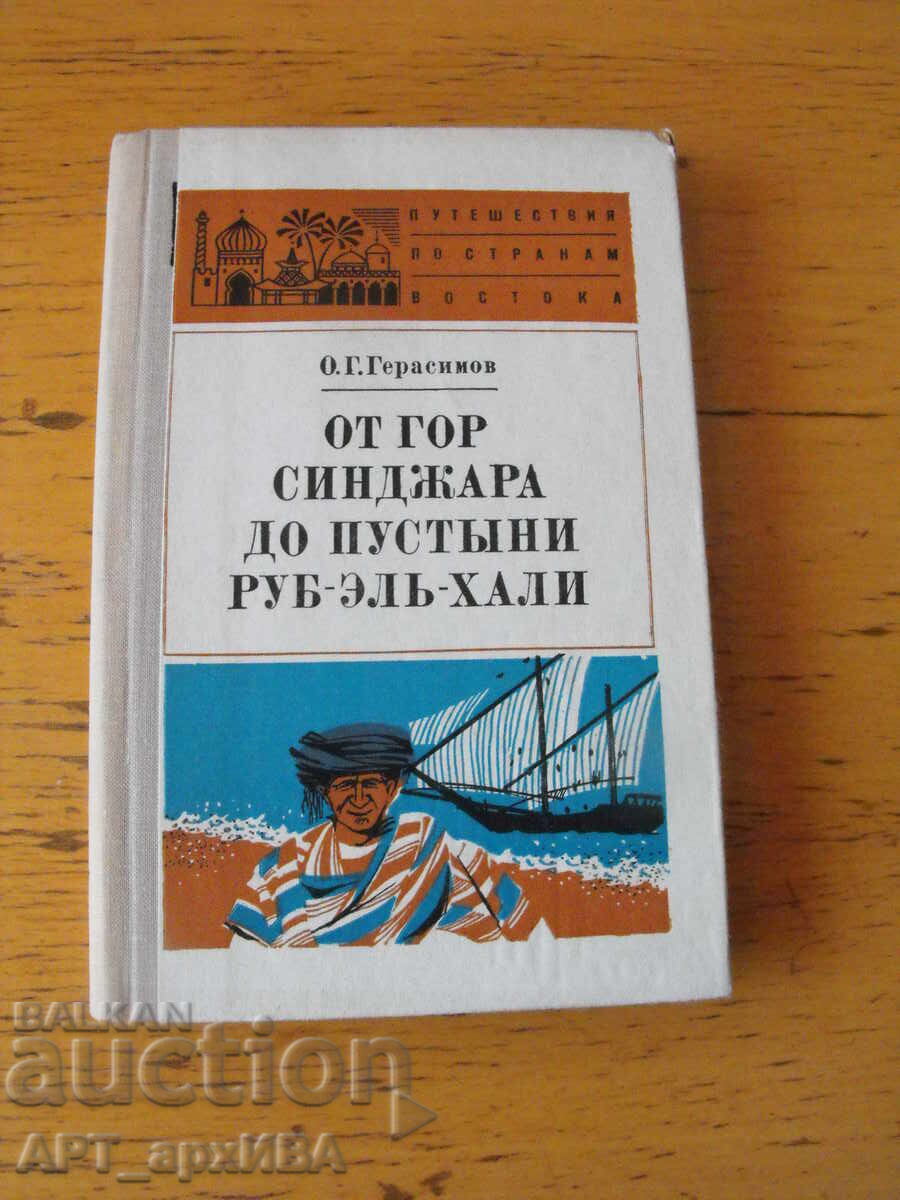 ПУТЕШЕСТВИЯ
ПО СТРАНАМ
ВОСТОКА
О.Г.Герасимов
ОТ ГОР
СИНДЖАРА
ДО ПУСТЫНИ
РУБ-ЭЛЬ-ХАЛИ
BALKAN
auction
АРТ_архИВА